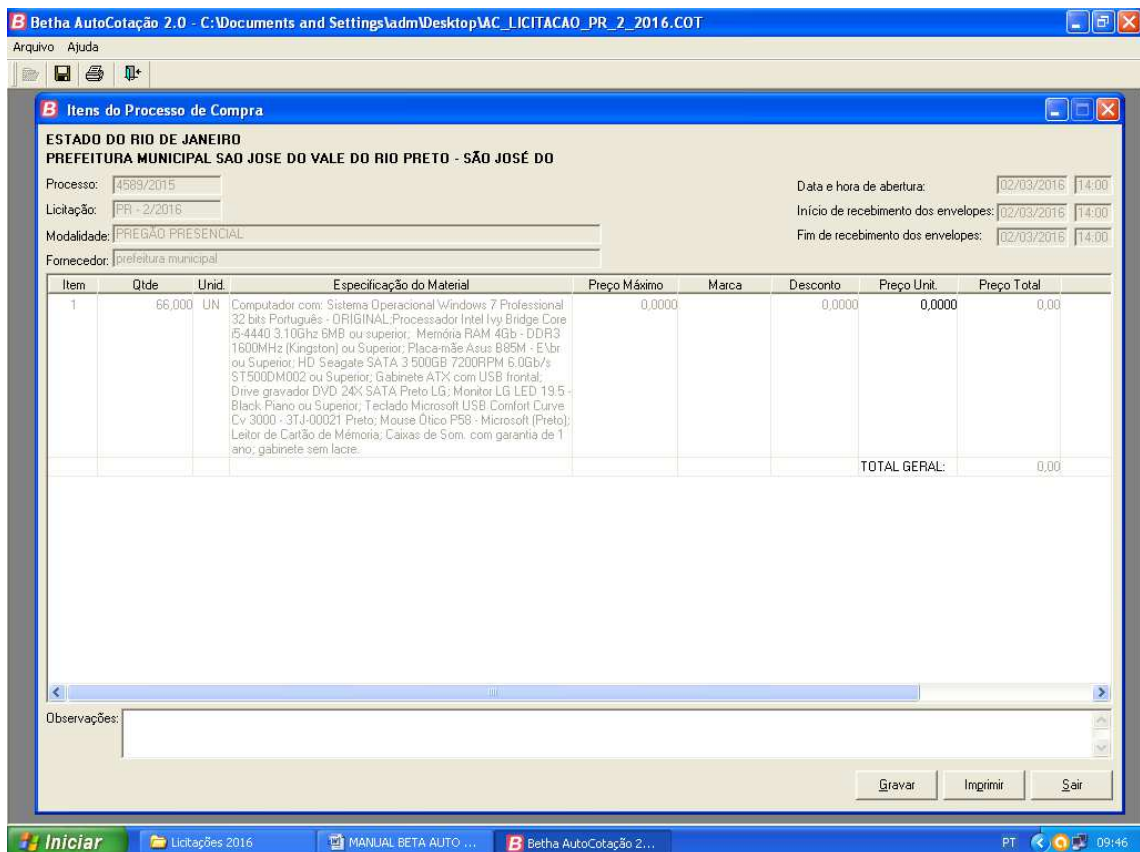 Betha AutoCotação 2.0 - C:\Documents and Settings\adm\Desktop\AC_LICITACAO_PR_2_2016.COT
Arquivo Ajuda
Itens do Processo de Compra
ESTADO DO RIO DE JANEIRO
PREFEITURA MUNICIPAL SAO JOSE DO VALE DO RIO PRETO - SÃO JOSÉ DO
Processo: 4589/2015 Data e hora de abertura: 02/03/2016 14:00
Licitação: PR - 2/2016 Início de recebimento dos envelopes: 02/03/2016 14:00
Modalidade: PREGÃO PRESENCIAL Fim de recebimento dos envelopes: 02/03/2016 14:00
Fornecedor: prefeitura municipal
Item Qtde Unid. Especificação do Material Preço Máximo Marca Desconto Preço Unit. Preço Total
1 66,000 UN Computador com: Sistema Operacional Windows 7 Professional 0,0000 0,0000 0,0000 0,00
32 bits Português - ORIGINAL;Processador Intel Ivy Bridge Core
i5-4440 3.10Ghz 6MB ou superior; Memória RAM 4Gb - DDR3
1600MHz (Kingston) ou Superior; Placa-mãe Asus B85M - E\br
ou Superior; HD Seagate SATA 3 500GB 7200RPM 6.0Gb/s
ST500DM002 ou Superior; Gabinete ATX com USB frontal;
Drive gravador DVD 24X SATA Preto LG; Monitor LG LED 19.5 -
Black Piano ou Superior; Teclado Microsoft USB Comfort Curve
Cv 3000 - 3TJ-00021 Preto; Mouse Ótico P58 - Microsoft (Preto);
Leitor de Cartão de Mémoria; Caixas de Som. com garantia de 1
ano; gabinete sem lacre.
TOTAL GERAL: 0,00
Observações:
Gravar Imprimir Sair
Iniciar Licitações 2016 MANUAL BETA AUTO ... Betha AutoCotação 2... PT 09:46